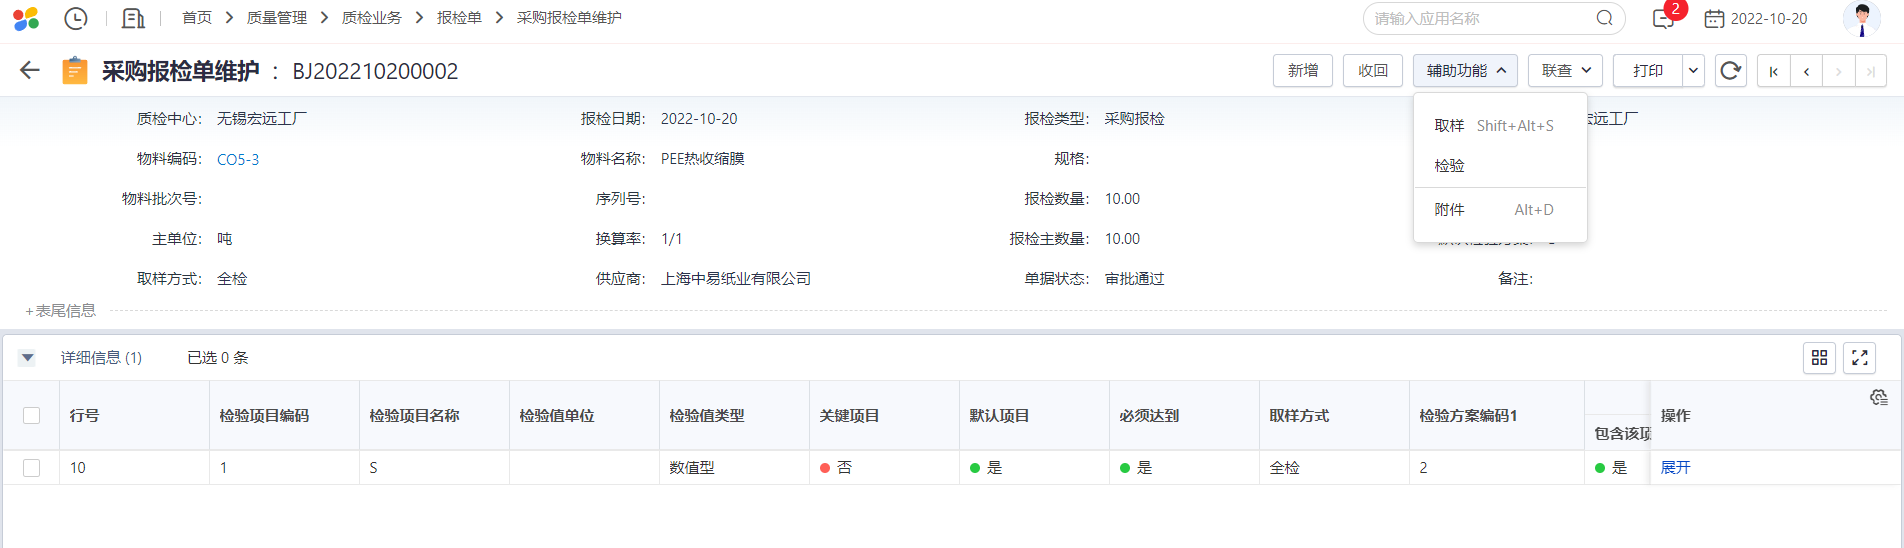 首页 > 质量管理 > 质检业务 > 报检单 > 采购报检单维护
请输入应用名称
2
2022-10-20
采购报检单维护 : BJ202210200002
新增 收回 辅助功能 联查 打印
质检中心: 无锡宏远工厂 报检日期: 2022-10-20 报检类型: 采购报检 远工厂
取样 Shift+Alt+S
物料编码: CO5-3 物料名称: PEE热收缩膜 规格:
检验
物料批次号: 序列号: 报检数量: 10.00
附件 Alt+D
主单位: 吨 换算率: 1/1 报检主数量: 10.00
取样方式: 全检 供应商: 上海中易纸业有限公司 单据状态: 审批通过 备注:
+表尾信息
详细信息 (1) 已选 0 条
行号 检验项目编码 检验项目名称 检验值单位 检验值类型 关键项目 默认项目 必须达到 取样方式 检验方案编码1 包含该项 操作
10 1 S 数值型 否 是 是 全检 2 是 展开